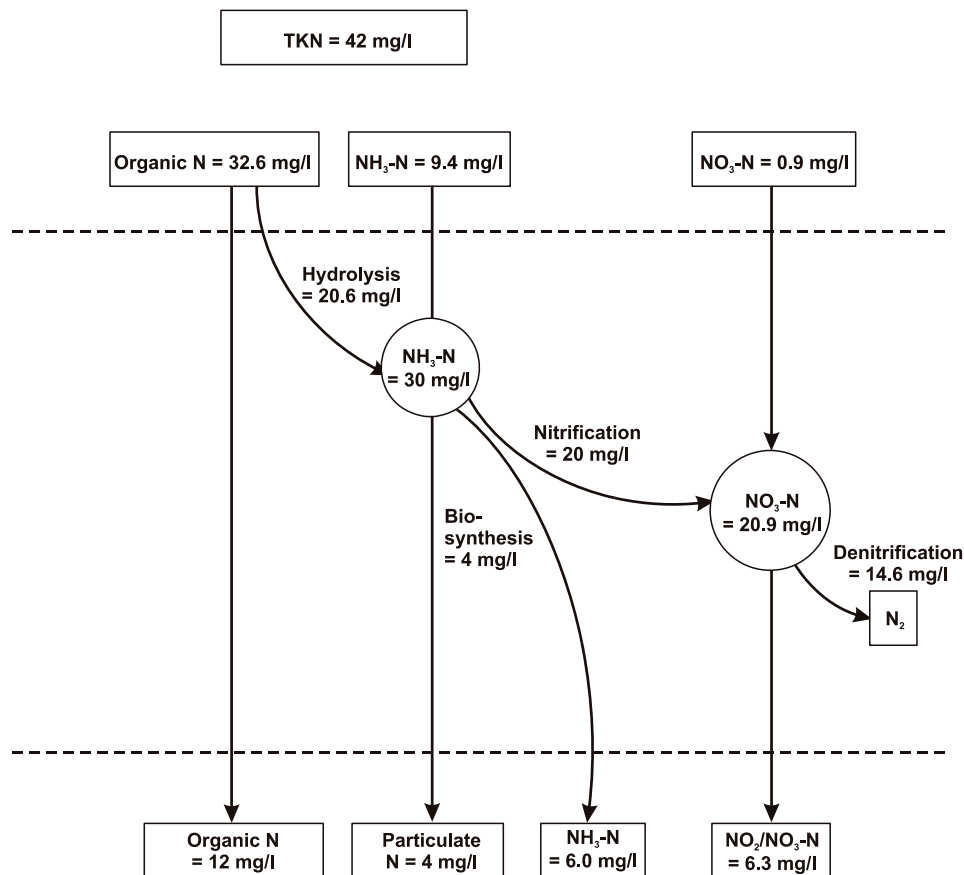 TKN = 42 mg/l
Organic N = 32.6 mg/l
NH₃-N = 9.4 mg/l
NO₃-N = 0.9 mg/l
Hydrolysis
= 20.6 mg/l
NH₃-N
= 30 mg/l
Nitrification
= 20 mg/l
NO₃-N
= 20.9 mg/l
Bio-
synthesis
= 4 mg/l
Denitrification
= 14.6 mg/l
N₂
Organic N
= 12 mg/l
Particulate
N = 4 mg/l
NH₃-N
= 6.0 mg/l
NO₂/NO₃-N
= 6.3 mg/l